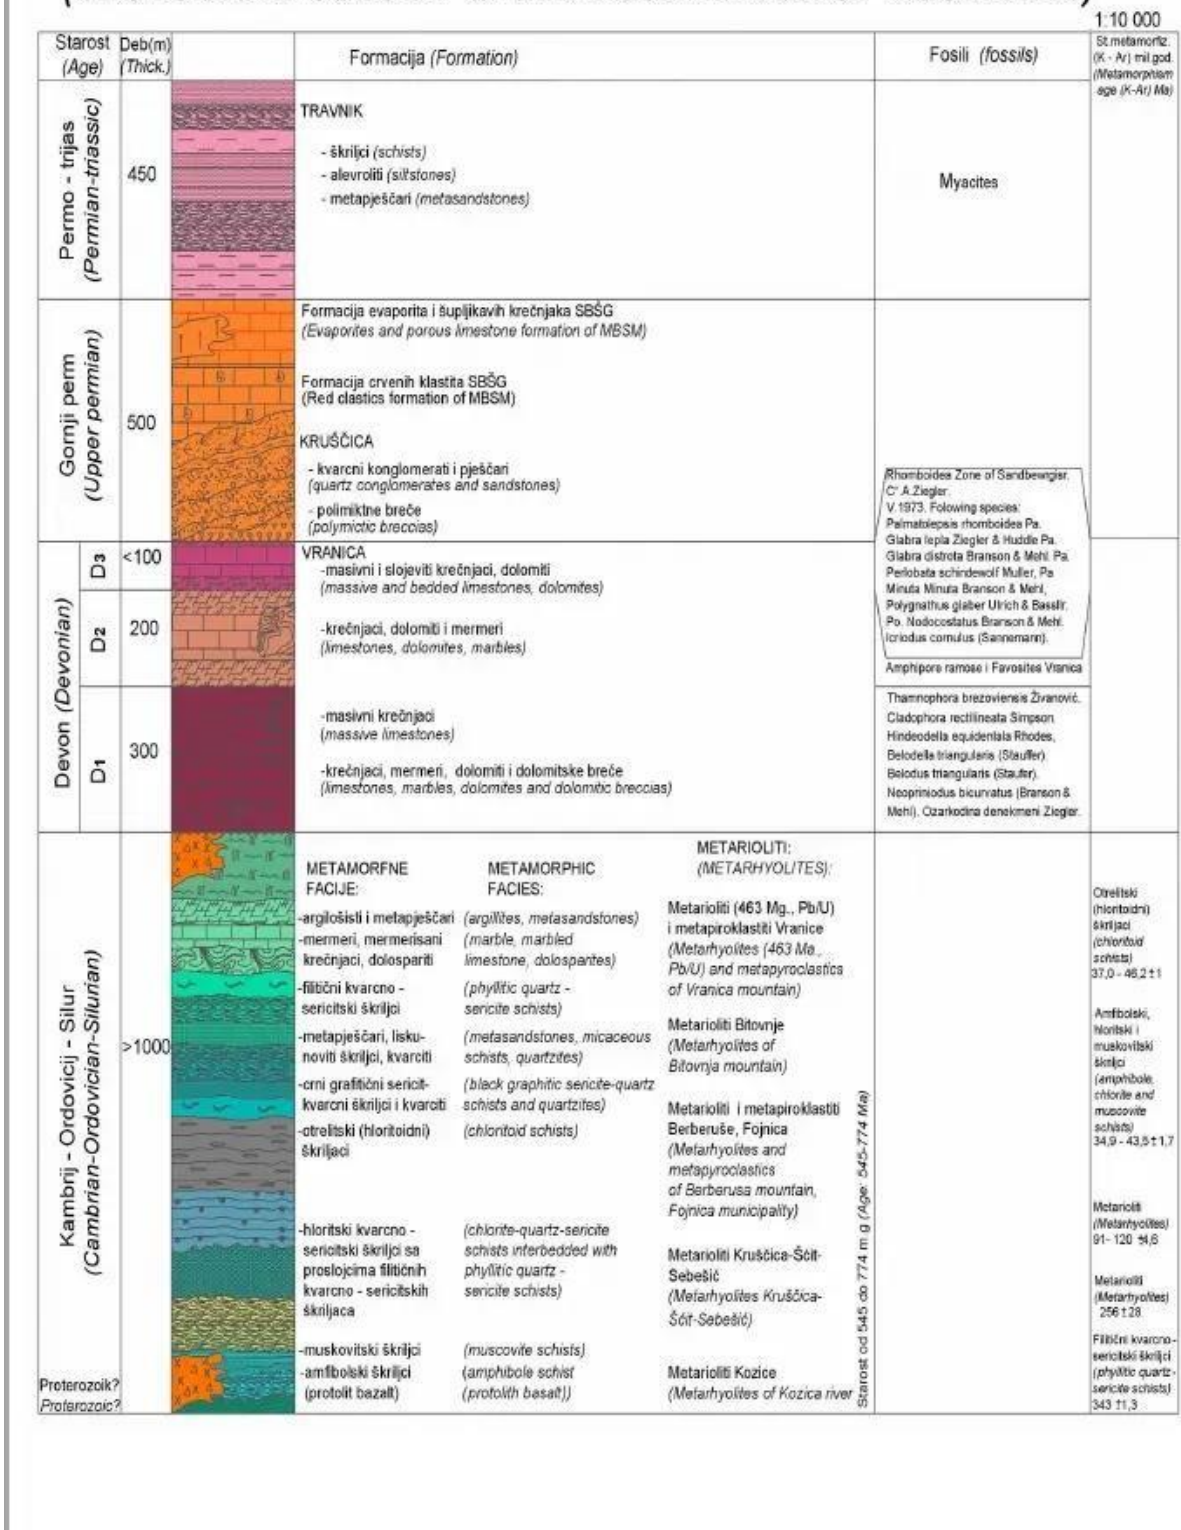 1:10 000
Starost
(Age)
Deb(m)
(Thick.)
Formacija (Formation)
Fosili (fossils)
St.metamorfiz.
(K - Ar) mil.god.
(Metamorphism
age (K-Ar) Ma)
Permo - trijas
(Permian-triassic)
450
TRAVNIK
- škriljci (schists)
- alevroliti (siltstones)
- metapješčari (metasandstones)
Myacites
Gornji perm
(Upper permian)
500
Formacija evaporita i šupljikavih krečnjaka SBŠG
(Evaporites and porous limestone formation of MBSM)
Formacija crvenih klastita SBŠG
(Red clastics formation of MBSM)
KRUŠČICA
- kvarcni konglomerati i pješčari
(quartz conglomerates and sandstones)
- polimiktne breče
(polymictic breccias)
Rhomboidea Zone of Sandbewrgisr.
C" A.Ziegler.
V.1973. Folowing species:
Palmatolepsis rhomboidea Pa.
Glabra lepla Ziegler & Huddle Pa.
Glabra distrota Branson & Mehl. Pa.
Perlobata schindewolf Muller, Pa
Minuta Minuta Branson & Mehl,
Polygnathus glaber Ulrich & Basslir.
Po. Nodocostatus Branson & Mehl.
Icriodus cornulus (Sannemann).
Amphipore ramose i Favosites Vranica
Devon (Devonian)
D3
<100
VRANICA
-masivni i slojeviti krečnjaci, dolomiti
(massive and bedded limestones, dolomites)
D2
200
-krečnjaci, dolomiti i mermeri
(limestones, dolomites, marbles)
D1
300
-masivni krečnjaci
(massive limestones)
-krečnjaci, mermeri, dolomiti i dolomitske breče
(limestones, marbles, dolomites and dolomitic breccias)
Thamnophora brezoviensis Živanović.
Cladophora rectilineata Simpson
Hindeodella equidentala Rhodes,
Belodella triangularis (Stauffer).
Belodus triangularis (Staufer).
Neopriniodus bicurvatus (Branson &
Mehl). Ozarkodina denekmeni Ziegler.
Kambrij - Ordovicij - Silur
(Cambrian-Ordovician-Silurian)
>1000
Proterozoik?
Proterozoic?
METAMORFNE
FACIJE:
-argilošisti i metapješčari
-mermeri, mermerisani
krečnjaci, dolospariti
-filitični kvarcno -
sericitski škriljci
-metapješčari, lisku-
noviti škriljci, kvarciti
-crni grafitični sericit-
kvarcni škriljci i kvarciti
-otrelitski (hloritoidni)
škriljaci
-hloritski kvarcno -
sericitski škriljci sa
proslojcima filitičnih
kvarcno - sericitskih
škriljaca
-muskovitski škriljci
-amfibolski škriljci
(protolit bazalt)
METAMORPHIC
FACIES:
(argillites, metasandstones)
(marble, marbled
limestone, dolosparites)
(phyllitic quartz -
sericite schists)
(metasandstones, micaceous
schists, quartzites)
(black graphitic sericite-quartz
schists and quartzites)
(chloritoid schists)
(chlorite-quartz-sericite
schists interbedded with
phyllitic quartz -
sericite schists)
(muscovite schists)
(amphibole schist
(protolith basalt))
METARIOLITI:
(METARHYOLITES):
Metarioliti (463 Mg., Pb/U)
i metapiroklastiti Vranice
(Metarhyolites (463 Ma.,
Pb/U) and metapyroclastics
of Vranica mountain)
Metarioliti Bitovnje
(Metarhyolites of
Bitovnja mountain)
Metarioliti i metapiroklastiti
Berberuše, Fojnica
(Metarhyolites and
metapyroclastics
of Berberusa mountain,
Fojnica municipality)
Metarioliti Kruščica-Šćit-
Sebešić
(Metarhyolites Kruščica-
Šćit-Sebešić)
Metarioliti Kozice
(Metarhyolites of Kozica river
Starost od 545 do 774 m g (Age: 545-774 Ma)
Otrelitski
(hloritoidni)
škriljaci
(chloritoid
schists)
37,0 - 46,2±1
Amfibolski,
hloritski i
muskovitski
škriljci
(amphibole,
chlorite and
muscovite
schists)
34,9 - 43,5±1,7
Metarioliti
(Metarhyolites)
91- 120 ±4,6
Metarioliti
(Metarhyolites)
256±28
Filitični kvarcno-
sericitski škriljci
(phyllitic quartz-
sericite schists)
343 ±1,3